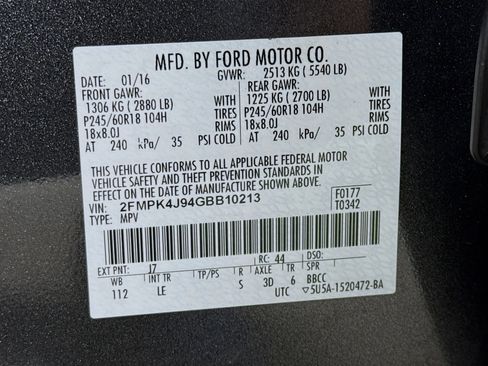 MFD. BY FORD MOTOR CO.
DATE: 01/16 GVWR: 2513 KG (5540 LB)
FRONT GAWR: REAR GAWR:
1306 KG (2880 LB) WITH 1225 KG (2700 LB) WITH
P245/60R18 104H TIRES P245/60R18 104H TIRES
18x8.0J RIMS 18x8.0J RIMS
AT 240 kPa/ 35 PSI COLD AT 240 kPa/ 35 PSI COLD
THIS VEHICLE CONFORMS TO ALL APPLICABLE FEDERAL MOTOR
VEHICLE SAFETY AND THEFT PREVENTION STANDARDS IN
EFFECT ON THE DATE OF MANUFACTURE SHOWN ABOVE.
VIN: 2FMPK4J94GBB10213 F0177
TYPE: MPV T0342
EXT PNT: J7 RC: 44 DSO:
WB INT TR TP/PS R AXLE TR SPR
112 LE S 3D 6 BBCC
UTC ▽5U5A-1520472-BA